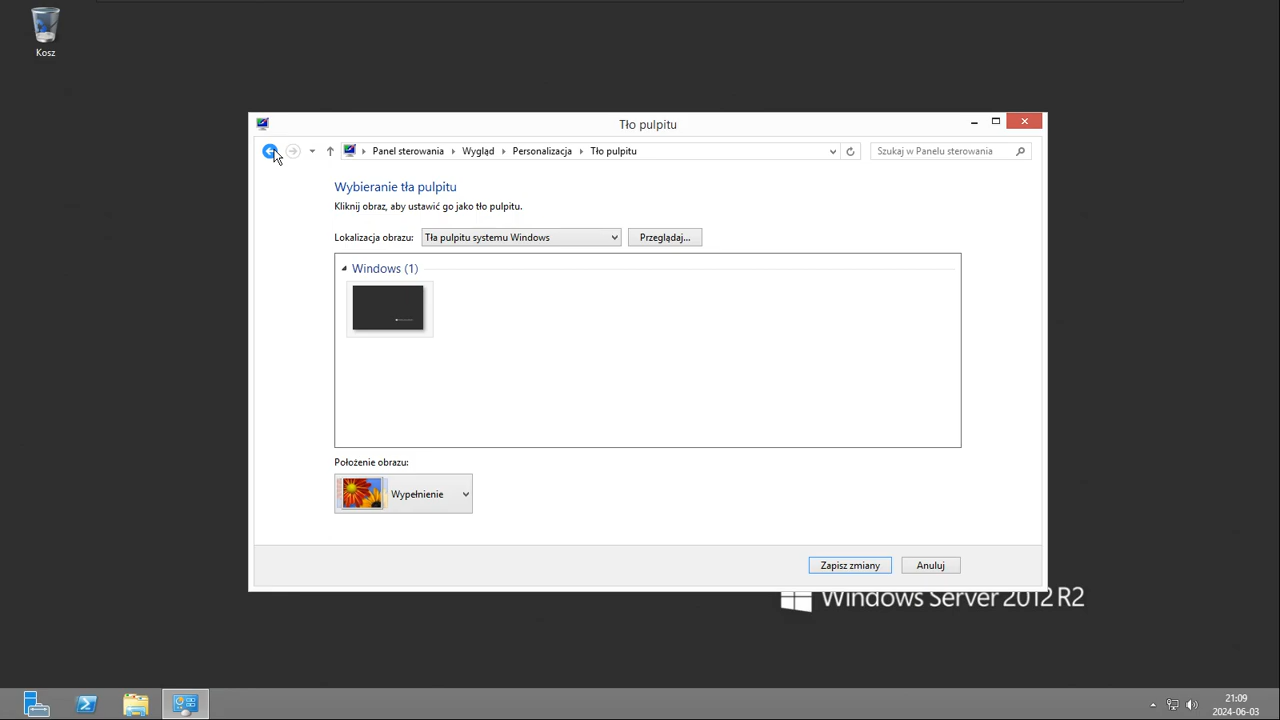 Kosz
Tło pulpitu
Panel sterowania Wygląd Personalizacja Tło pulpitu
Szukaj w Panelu sterowania
Wybieranie tła pulpitu
Kliknij obraz, aby ustawić go jako tło pulpitu.
Lokalizacja obrazu: Tła pulpitu systemu Windows Przeglądaj...
Windows (1)
Położenie obrazu:
Wypełnienie
Zapisz zmiany Anuluj
Windows Server 2012 R2
21:09
2024-06-03